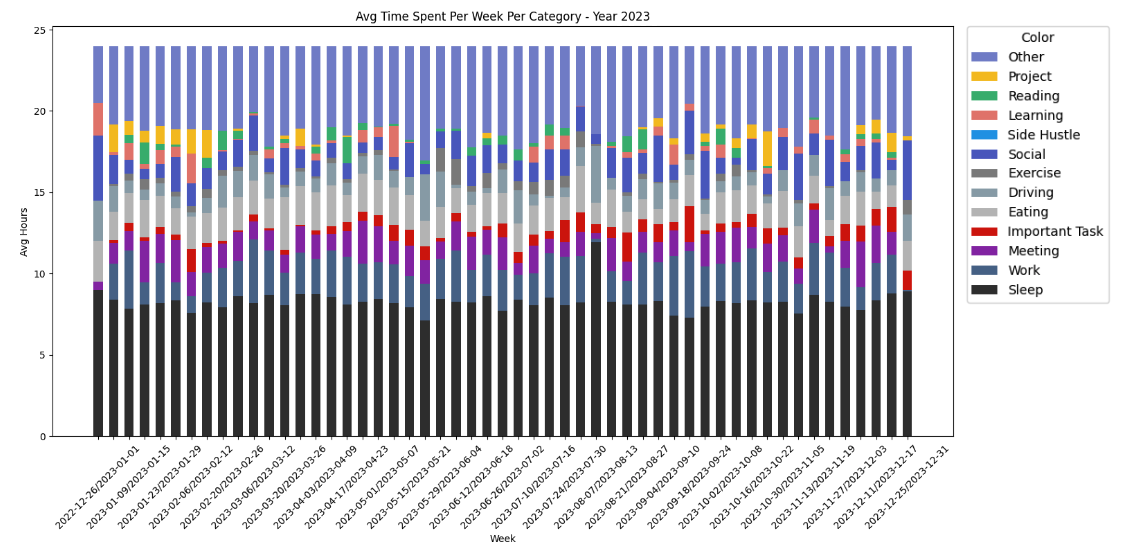 Avg Time Spent Per Week Per Category - Year 2023
25
20
15
10
5
0
Avg Hours
2022-12-26/2023-01-01
2023-01-09/2023-01-15
2023-01-23/2023-01-29
2023-02-06/2023-02-12
2023-02-20/2023-02-26
2023-03-06/2023-03-12
2023-03-20/2023-03-26
2023-04-03/2023-04-09
2023-04-17/2023-04-23
2023-05-01/2023-05-07
2023-05-15/2023-05-21
2023-05-29/2023-06-04
2023-06-12/2023-06-18
2023-06-26/2023-07-02
2023-07-10/2023-07-16
2023-07-24/2023-07-30
2023-08-07/2023-08-13
2023-08-21/2023-08-27
2023-09-04/2023-09-10
2023-09-18/2023-09-24
2023-10-02/2023-10-08
2023-10-16/2023-10-22
2023-10-30/2023-11-05
2023-11-13/2023-11-19
2023-11-27/2023-12-03
2023-12-11/2023-12-17
2023-12-25/2023-12-31
Week
Color
Other
Project
Reading
Learning
Side Hustle
Social
Exercise
Driving
Eating
Important Task
Meeting
Work
Sleep